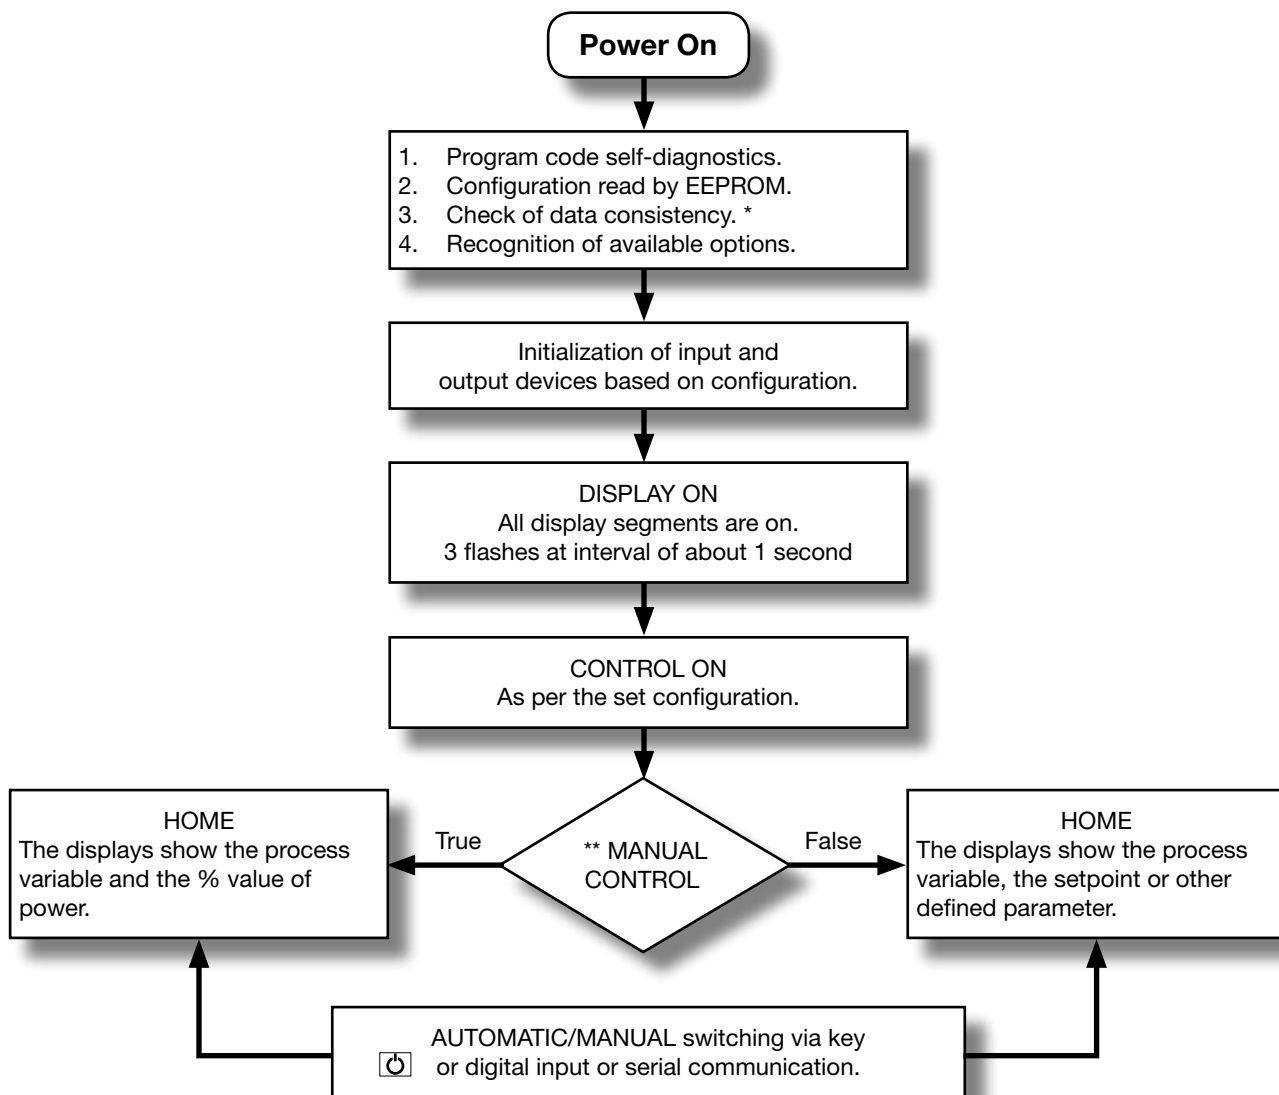 Power On
1. Program code self-diagnostics.
2. Configuration read by EEPROM.
3. Check of data consistency. *
4. Recognition of available options.
Initialization of input and
output devices based on configuration.
DISPLAY ON
All display segments are on.
3 flashes at interval of about 1 second
CONTROL ON
As per the set configuration.
** MANUAL
CONTROL
True
False
HOME
The displays show the process
variable and the % value of
power.
HOME
The displays show the process
variable, the setpoint or other
defined parameter.
AUTOMATIC/MANUAL switching via key
or digital input or serial communication.